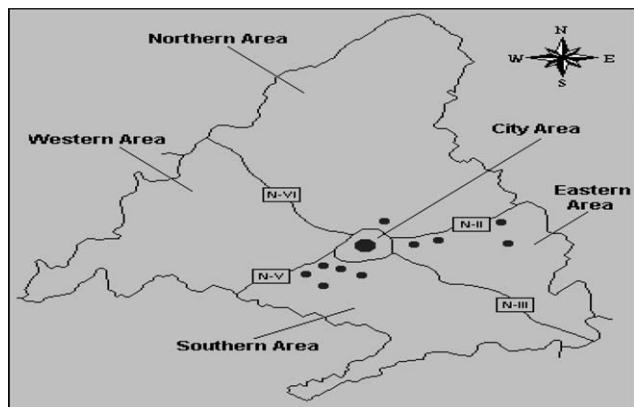 Northern Area
N
W E
S
Western Area
City Area
Eastern
Area
N-VI
N-II
N-V
N-III
Southern Area